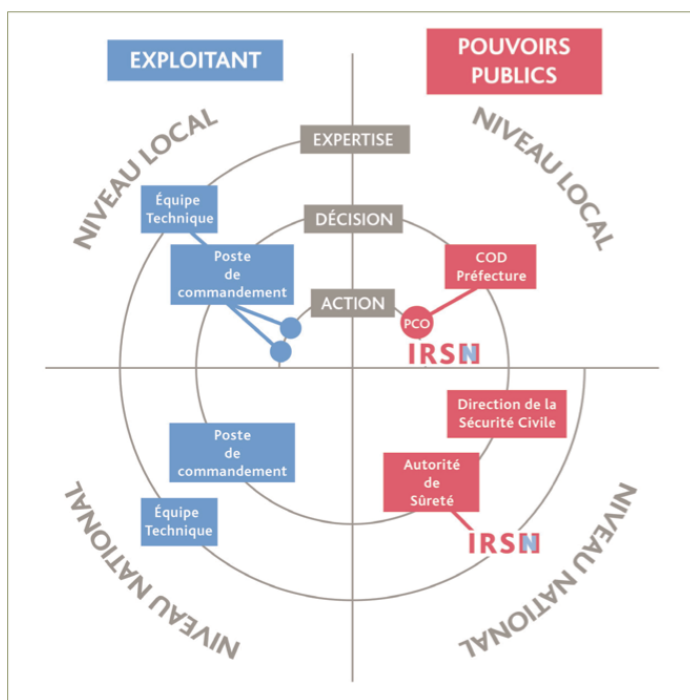 EXPLOITANT
POUVOIRS
PUBLICS
NIVEAU LOCAL
NIVEAU LOCAL
EXPERTISE
Équipe
Technique
DÉCISION
Poste
de
commandement
COD
Préfecture
ACTION
PCO
IRSN
Direction de la
Sécurité Civile
Poste
de
commandement
Autorité
de
Sûreté
Équipe
Technique
IRSN
NIVEAU NATIONAL
NIVEAU NATIONAL